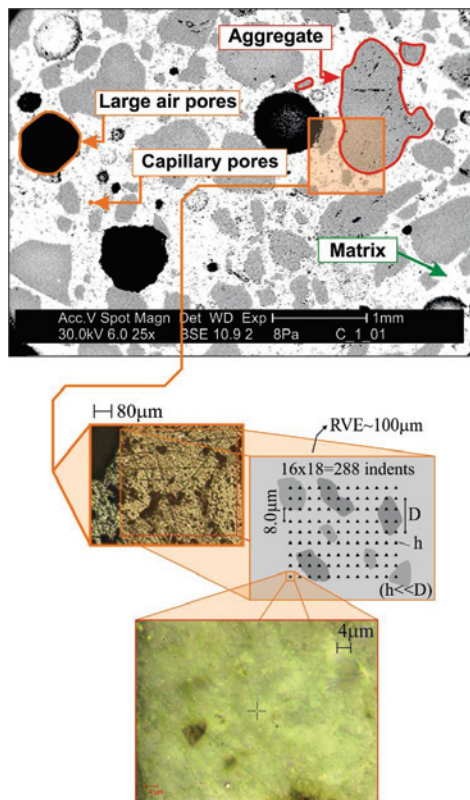 Aggregate
Large air pores
Capillary pores
Matrix
Acc.V Spot Magn Det WD Exp 1mm
30.0kV 6.0 25x BSE 10.9 2 8Pa C_1_01
80μm
RVE~100μm
16x18=288 indents
8.0μm
D
h
(h<<D)
4μm